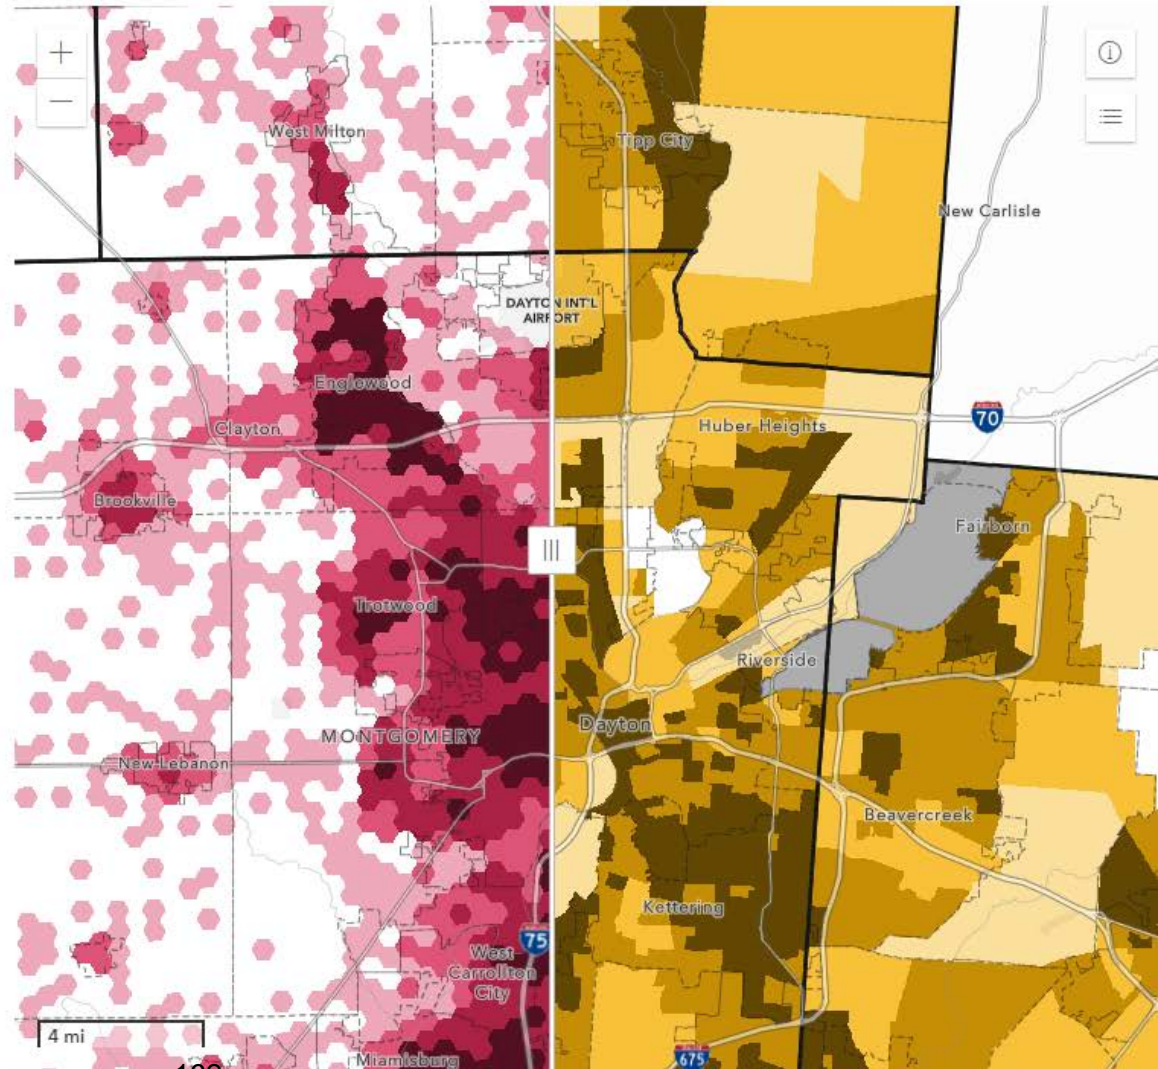 +
−
West Milton
Tipp City
New Carlisle
DAYTON INT'L
AIRPORT
Englewood
Clayton
70
Huber Heights
Brookville
Fairborn
Trotwood
Riverside
MONTGOMERY
Dayton
New Lebanon
Beavercreek
Kettering
75
West
Carrollton
City
4 mi
675
Miamisburg